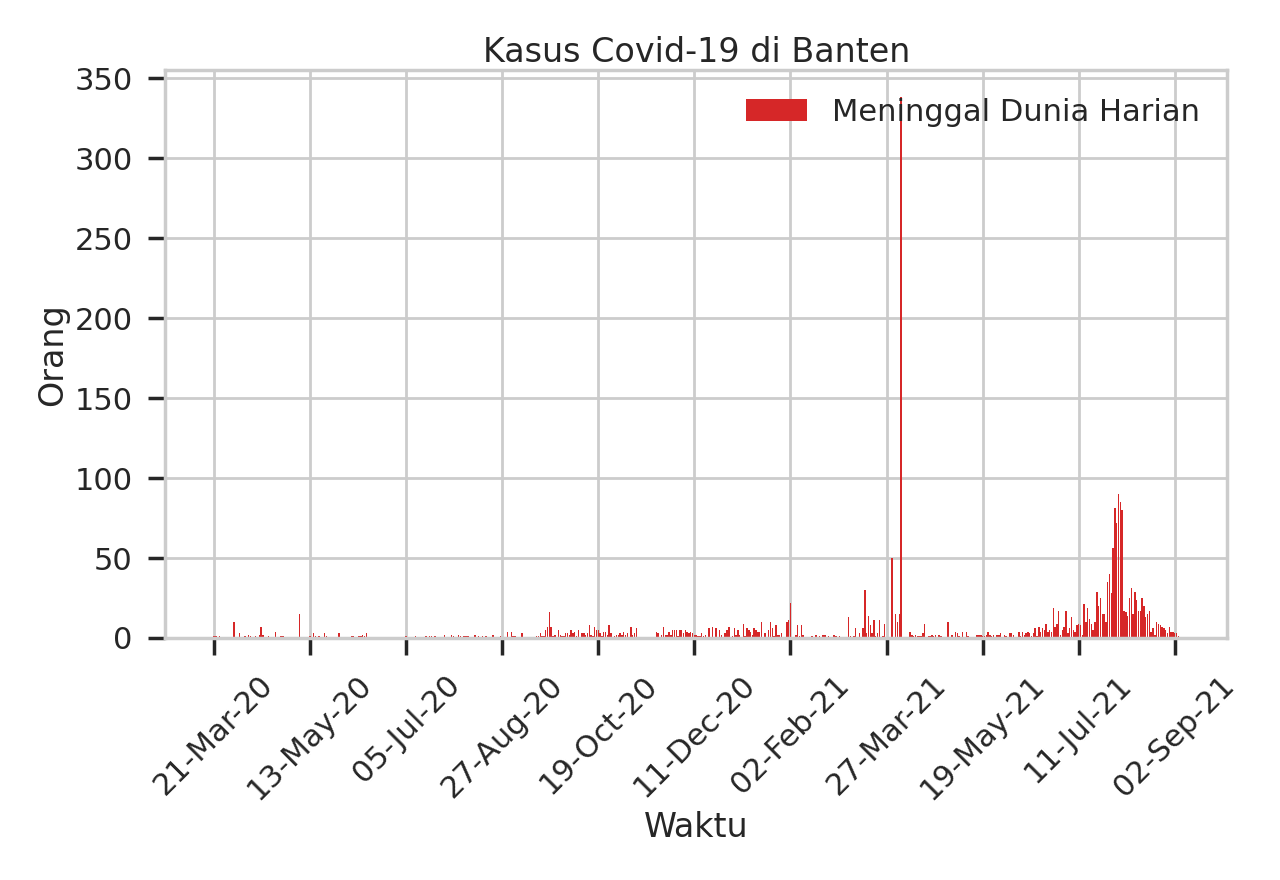 Kasus Covid-19 di Banten
Meninggal Dunia Harian
350
300
250
200
150
100
50
0
Orang
21-Mar-20
13-May-20
05-Jul-20
27-Aug-20
19-Oct-20
11-Dec-20
02-Feb-21
27-Mar-21
19-May-21
11-Jul-21
02-Sep-21
Waktu